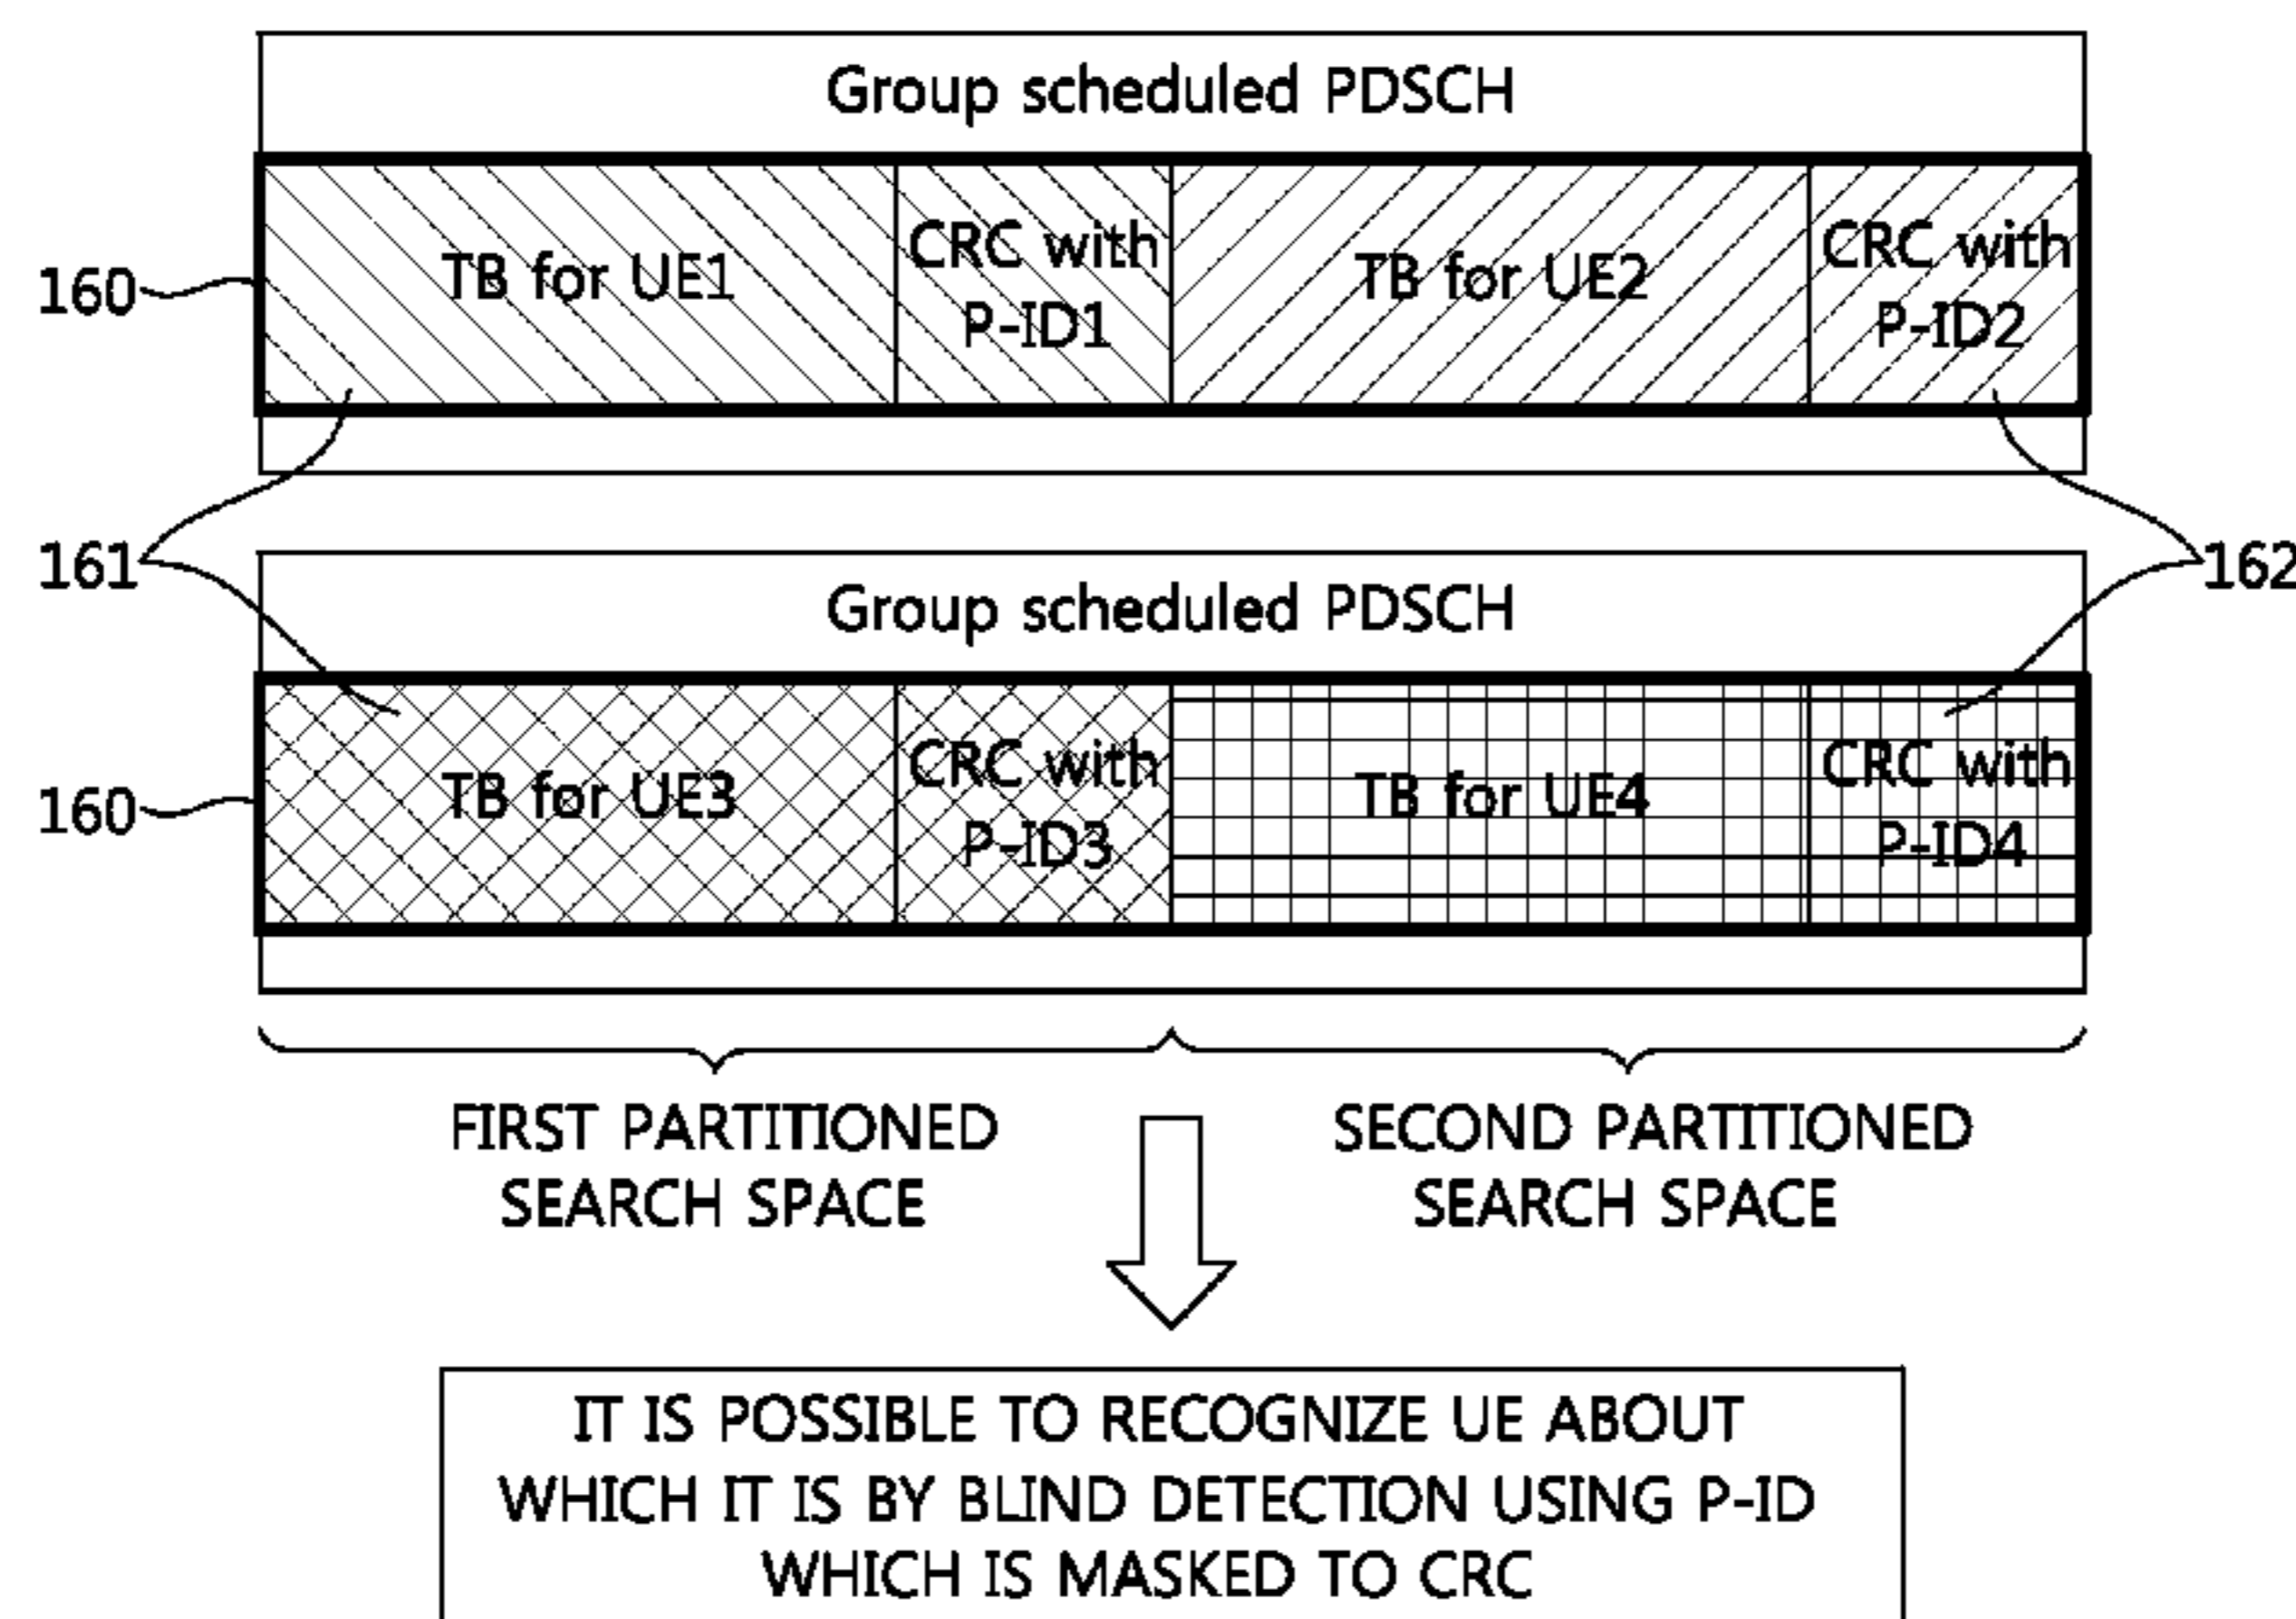 Group scheduled PDSCH
160
TB for UE1
CRC with
P-ID1
TB for UE2
CRC with
P-ID2
161
162
Group scheduled PDSCH
160
TB for UE3
CRC with
P-ID3
TB for UE4
CRC with
P-ID4
FIRST PARTITIONED
SEARCH SPACE
SECOND PARTITIONED
SEARCH SPACE
IT IS POSSIBLE TO RECOGNIZE UE ABOUT
WHICH IT IS BY BLIND DETECTION USING P-ID
WHICH IS MASKED TO CRC